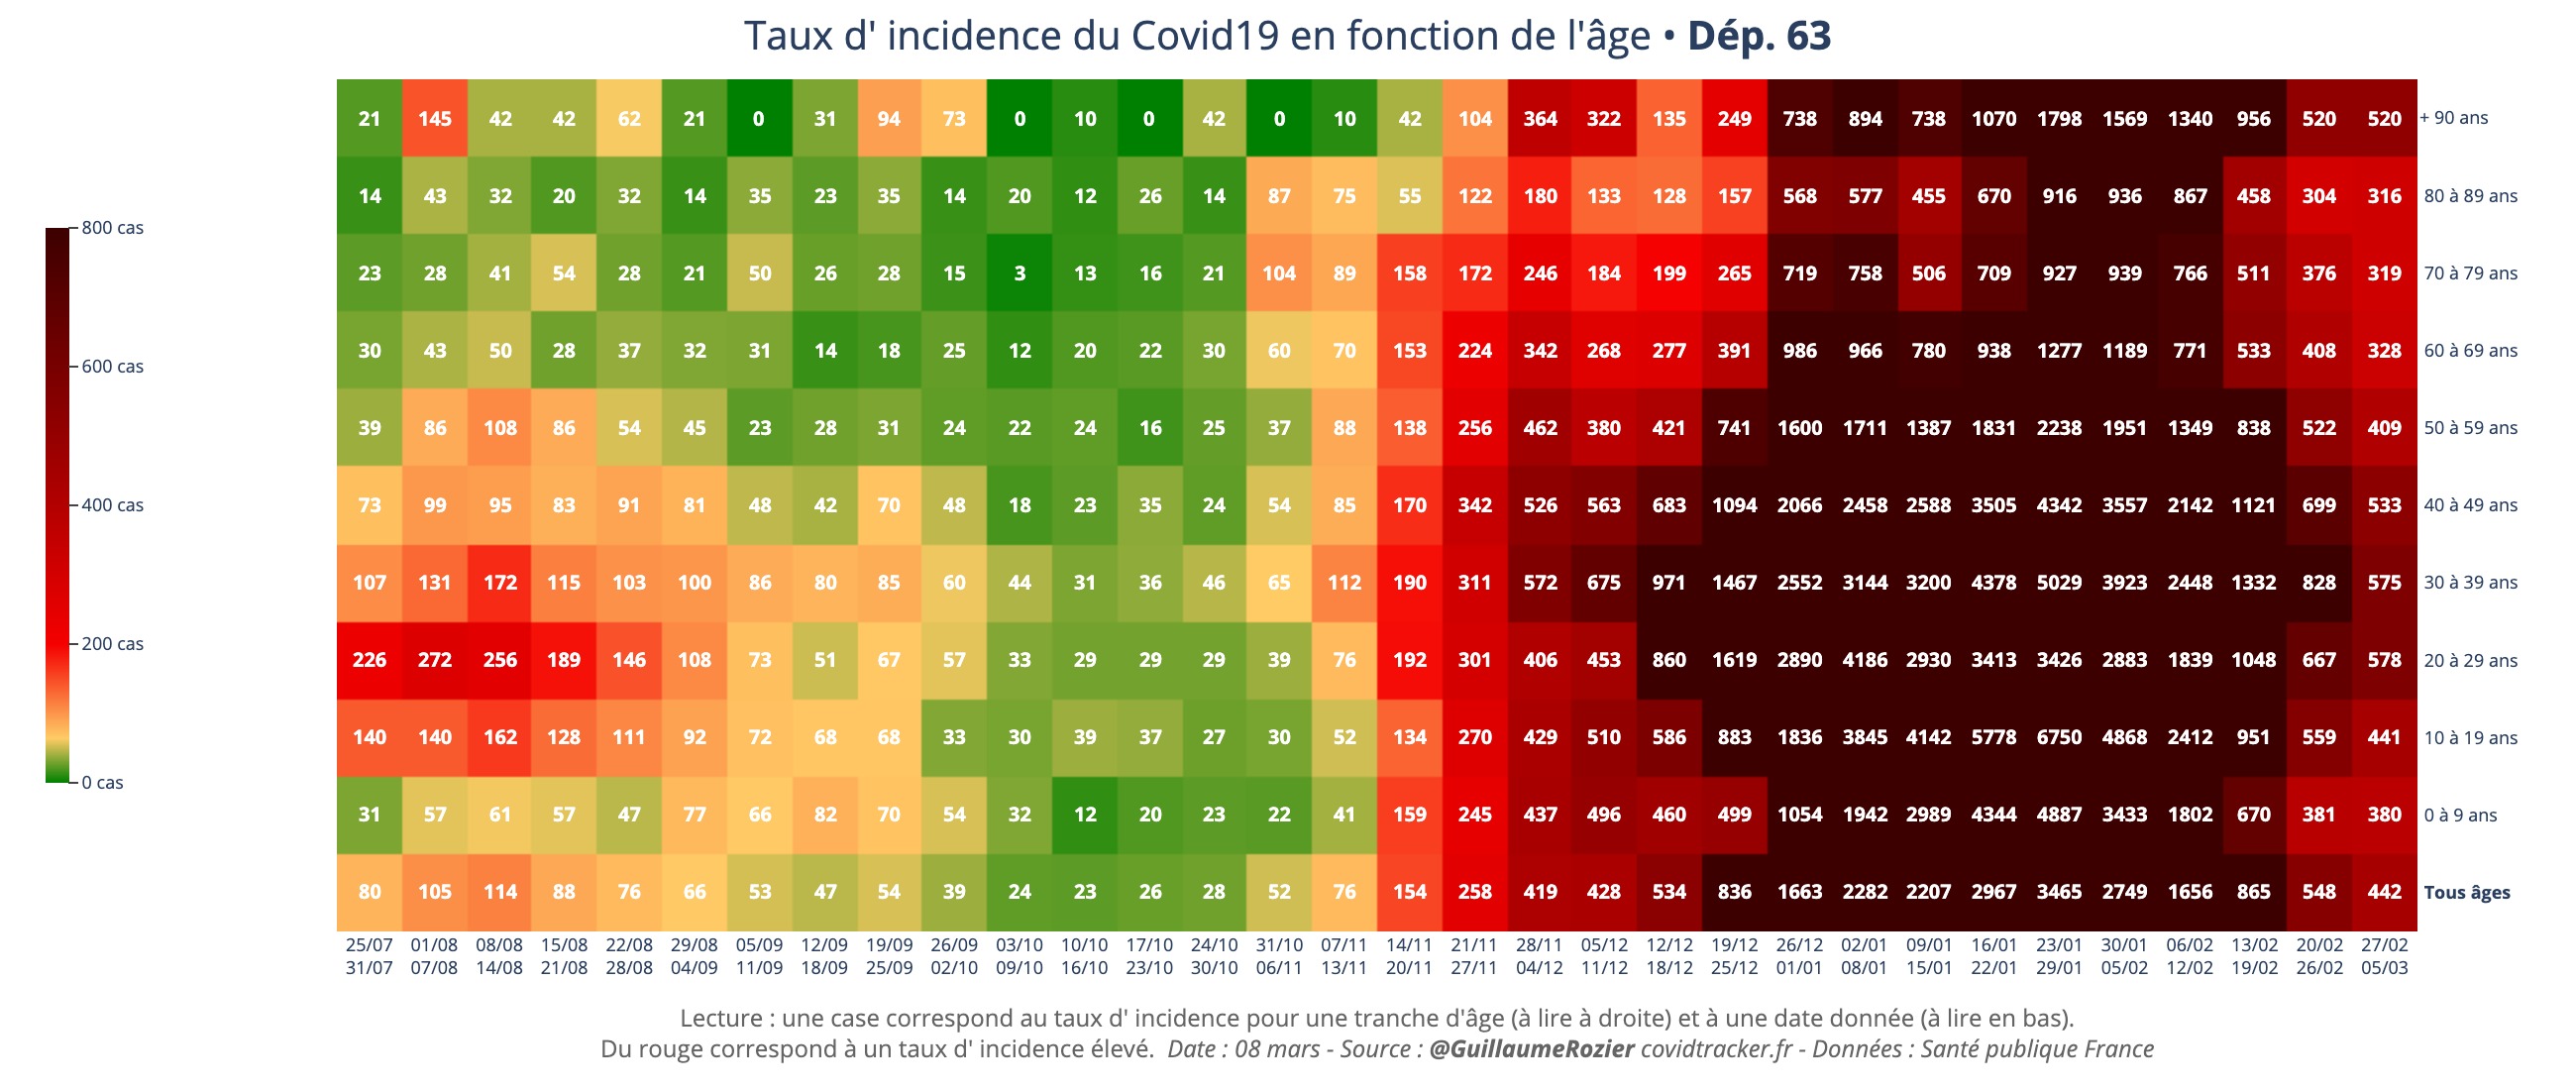 Taux d' incidence du Covid19 en fonction de l'âge • Dép. 63
800 cas
600 cas
400 cas
200 cas
0 cas
21 145 42 42 62 21 0 31 94 73 0 10 0 42 0 10 42 104 364 322 135 249 738 894 738 1070 1798 1569 1340 956 520 520 + 90 ans
14 43 32 20 32 14 35 23 35 14 20 12 26 14 87 75 55 122 180 133 128 157 568 577 455 670 916 936 867 458 304 316 80 à 89 ans
23 28 41 54 28 21 50 26 28 15 3 13 16 21 104 89 158 172 246 184 199 265 719 758 506 709 927 939 766 511 376 319 70 à 79 ans
30 43 50 28 37 32 31 14 18 25 12 20 22 30 60 70 153 224 342 268 277 391 986 966 780 938 1277 1189 771 533 408 328 60 à 69 ans
39 86 108 86 54 45 23 28 31 24 22 24 16 25 37 88 138 256 462 380 421 741 1600 1711 1387 1831 2238 1951 1349 838 522 409 50 à 59 ans
73 99 95 83 91 81 48 42 70 48 18 23 35 24 54 85 170 342 526 563 683 1094 2066 2458 2588 3505 4342 3557 2142 1121 699 533 40 à 49 ans
107 131 172 115 103 100 86 80 85 60 44 31 36 46 65 112 190 311 572 675 971 1467 2552 3144 3200 4378 5029 3923 2448 1332 828 575 30 à 39 ans
226 272 256 189 146 108 73 51 67 57 33 29 29 29 39 76 192 301 406 453 860 1619 2890 4186 2930 3413 3426 2883 1839 1048 667 578 20 à 29 ans
140 140 162 128 111 92 72 68 68 33 30 39 37 27 30 52 134 270 429 510 586 883 1836 3845 4142 5778 6750 4868 2412 951 559 441 10 à 19 ans
31 57 61 57 47 77 66 82 70 54 32 12 20 23 22 41 159 245 437 496 460 499 1054 1942 2989 4344 4887 3433 1802 670 381 380 0 à 9 ans
80 105 114 88 76 66 53 47 54 39 24 23 26 28 52 76 154 258 419 428 534 836 1663 2282 2207 2967 3465 2749 1656 865 548 442 Tous âges
25/07 01/08 08/08 15/08 22/08 29/08 05/09 12/09 19/09 26/09 03/10 10/10 17/10 24/10 31/10 07/11 14/11 21/11 28/11 05/12 12/12 19/12 26/12 02/01 09/01 16/01 23/01 30/01 06/02 13/02 20/02 27/02
31/07 07/08 14/08 21/08 28/08 04/09 11/09 18/09 25/09 02/10 09/10 16/10 23/10 30/10 06/11 13/11 20/11 27/11 04/12 11/12 18/12 25/12 01/01 08/01 15/01 22/01 29/01 05/02 12/02 19/02 26/02 05/03
Lecture : une case correspond au taux d' incidence pour une tranche d'âge (à lire à droite) et à une date donnée (à lire en bas).
Du rouge correspond à un taux d' incidence élevé. Date : 08 mars - Source : @GuillaumeRozier covidtracker.fr - Données : Santé publique France